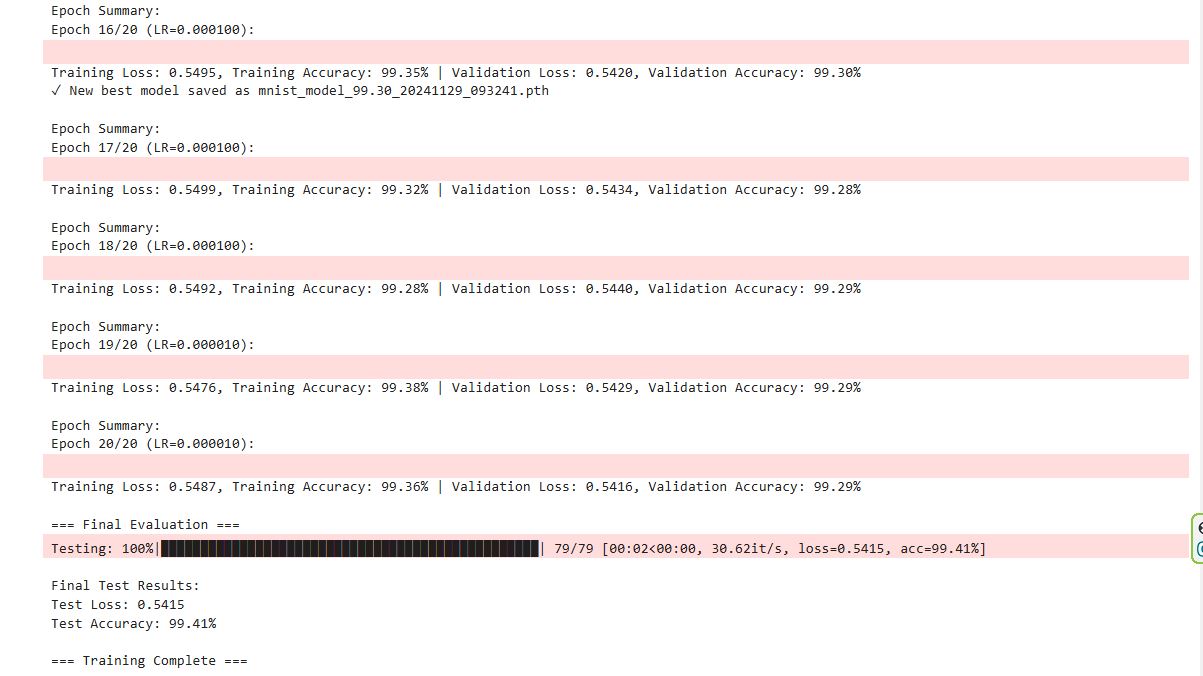 Epoch Summary:
Epoch 16/20 (LR=0.000100):
Training Loss: 0.5495, Training Accuracy: 99.35% | Validation Loss: 0.5420, Validation Accuracy: 99.30%
✓ New best model saved as mnist_model_99.30_20241129_093241.pth
Epoch Summary:
Epoch 17/20 (LR=0.000100):
Training Loss: 0.5499, Training Accuracy: 99.32% | Validation Loss: 0.5434, Validation Accuracy: 99.28%
Epoch Summary:
Epoch 18/20 (LR=0.000100):
Training Loss: 0.5492, Training Accuracy: 99.28% | Validation Loss: 0.5440, Validation Accuracy: 99.29%
Epoch Summary:
Epoch 19/20 (LR=0.000010):
Training Loss: 0.5476, Training Accuracy: 99.38% | Validation Loss: 0.5429, Validation Accuracy: 99.29%
Epoch Summary:
Epoch 20/20 (LR=0.000010):
Training Loss: 0.5487, Training Accuracy: 99.36% | Validation Loss: 0.5416, Validation Accuracy: 99.29%
=== Final Evaluation ===
Testing: 100%|██████████| 79/79 [00:02<00:00, 30.62it/s, loss=0.5415, acc=99.41%]
Final Test Results:
Test Loss: 0.5415
Test Accuracy: 99.41%
=== Training Complete ===